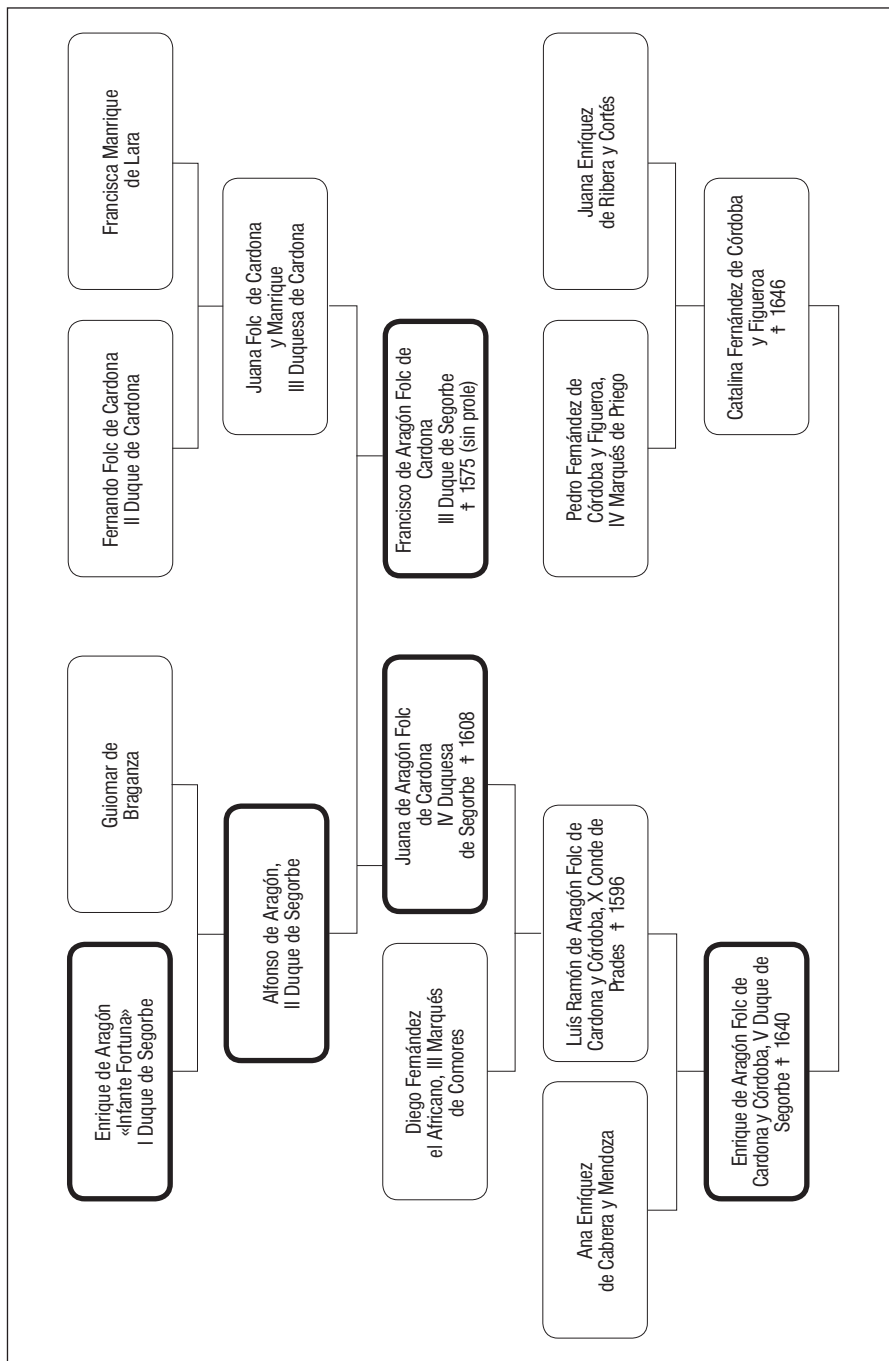 Enrique de Aragón
«Infante Fortuna»
I Duque de Segorbe
Guiomar de
Braganza
Fernando Folc de Cardona
II Duque de Cardona
Francisca Manrique
de Lara
Alfonso de Aragón,
II Duque de Segorbe
Juana Folc de Cardona
y Manrique
III Duquesa de Cardona
Diego Fernández
el Africano, III Marqués
de Comores
Juana de Aragón Folc
de Cardona
IV Duquesa
de Segorbe † 1608
Francisco de Aragón Folc de
Cardona
III Duque de Segorbe
† 1575 (sin prole)
Ana Enríquez
de Cabrera y Mendoza
Luís Ramón de Aragón Folc de
Cardona y Córdoba, X Conde de
Prades † 1596
Pedro Fernández de
Córdoba y Figueroa,
IV Marqués de Priego
Juana Enríquez
de Ribera y Cortés
Enrique de Aragón Folc de
Cardona y Córdoba, V Duque de
Segorbe † 1640
Catalina Fernández de Córdoba
y Figueroa
† 1646